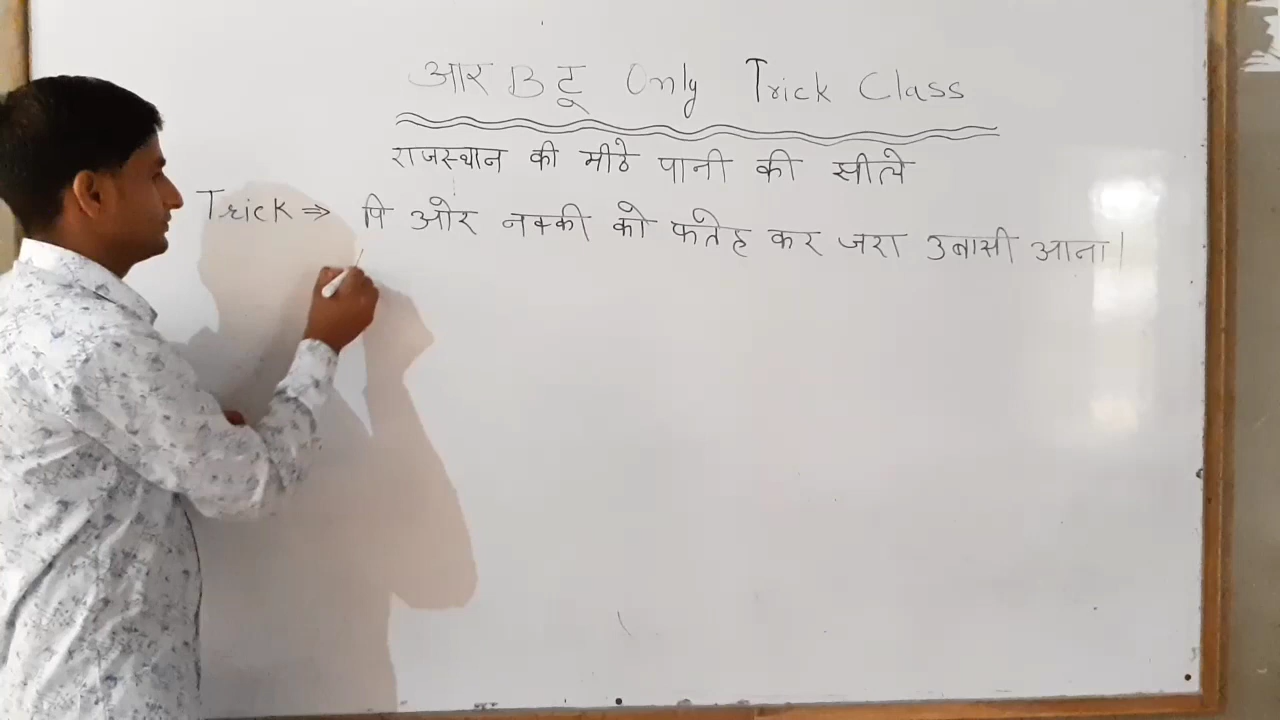 आर B टू Only Trick Class
राजस्थान की मीठे पानी की झीले
Trick ⇒ पि ओर नक्की को फतेह कर जरा उबासी आना।